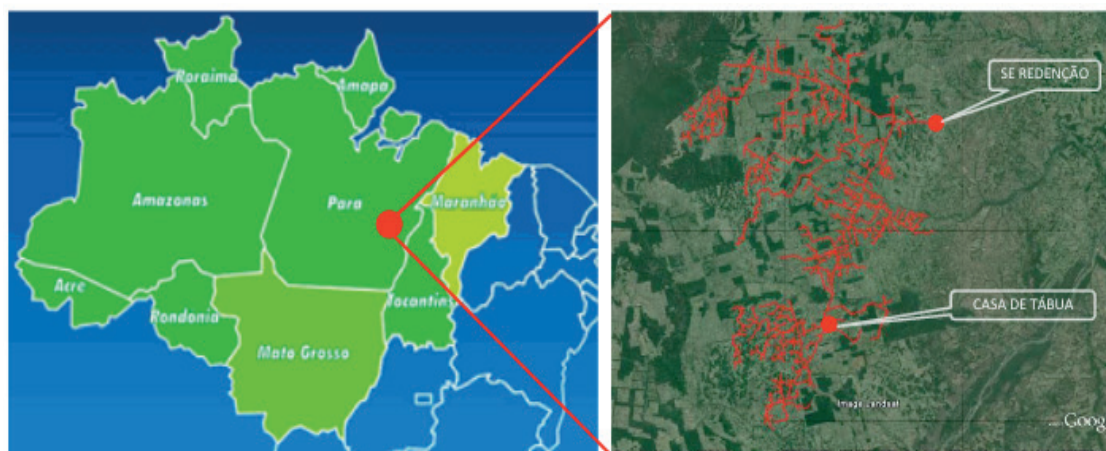 Roraima
Amapa
Amazonas
Para
Maranhão
Acre
Rondonia
Tocantins
Mato Grosso
SE REDENÇÃO
CASA DE TÁBUA
Image Landsat
Goog